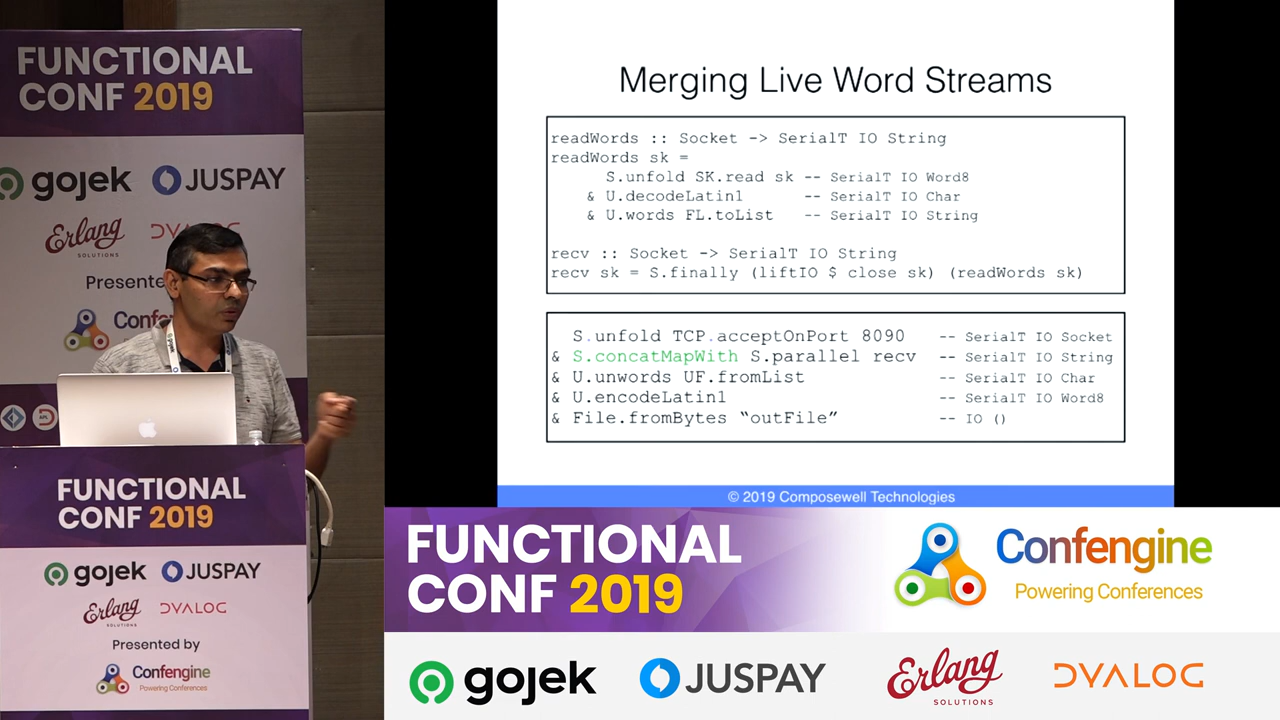 FUNCTIONAL
CONF 2019
gojek
JUSPAY
Erlang
SOLUTIONS
Merging Live Word Streams
readWords :: Socket -> SerialT IO String
readWords sk =
S.unfold SK.read sk -- SerialT IO Word8
& U.decodeLatin1 -- SerialT IO Char
& U.words FL.toList -- SerialT IO String
recv :: Socket -> SerialT IO String
recv sk = S.finally (liftIO $ close sk) (readWords sk)
S.unfold TCP.acceptOnPort 8090 -- SerialT IO Socket
& S.concatMapWith S.parallel recv -- SerialT IO String
& U.unwords UF.fromList -- SerialT IO Char
& U.encodeLatin1 -- SerialT IO Word8
& File.fromBytes “outFile” -- IO ()
© 2019 Composewell Technologies
FUNCTIONAL
CONF 2019
gojek
JUSPAY
Erlang
SOLUTIONS
DYALOG
Presented by
Confengine
Powering Conferences
FUNCTIONAL
CONF 2019
Confengine
Powering Conferences
gojek
JUSPAY
Erlang
SOLUTIONS
DYALOG